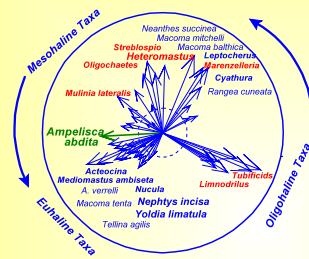 Neanthes succinea
Macoma mitchelli
Macoma balthica
Streblospio
Heteromastus
Leptocherus
Oligochaetes
Marenzelleria
Cyathura
Mulinia lateralis
Rangea cuneata
Mesohaline Taxa
Ampelisca
abdita
Acteocina
Mediomastus ambiseta
Tubificids
Limnodrilus
A. verrelli
Nucula
Macoma tenta
Nephtys incisa
Yoldia limatula
Tellina agilis
Euhaline Taxa
Oligohaline Taxa